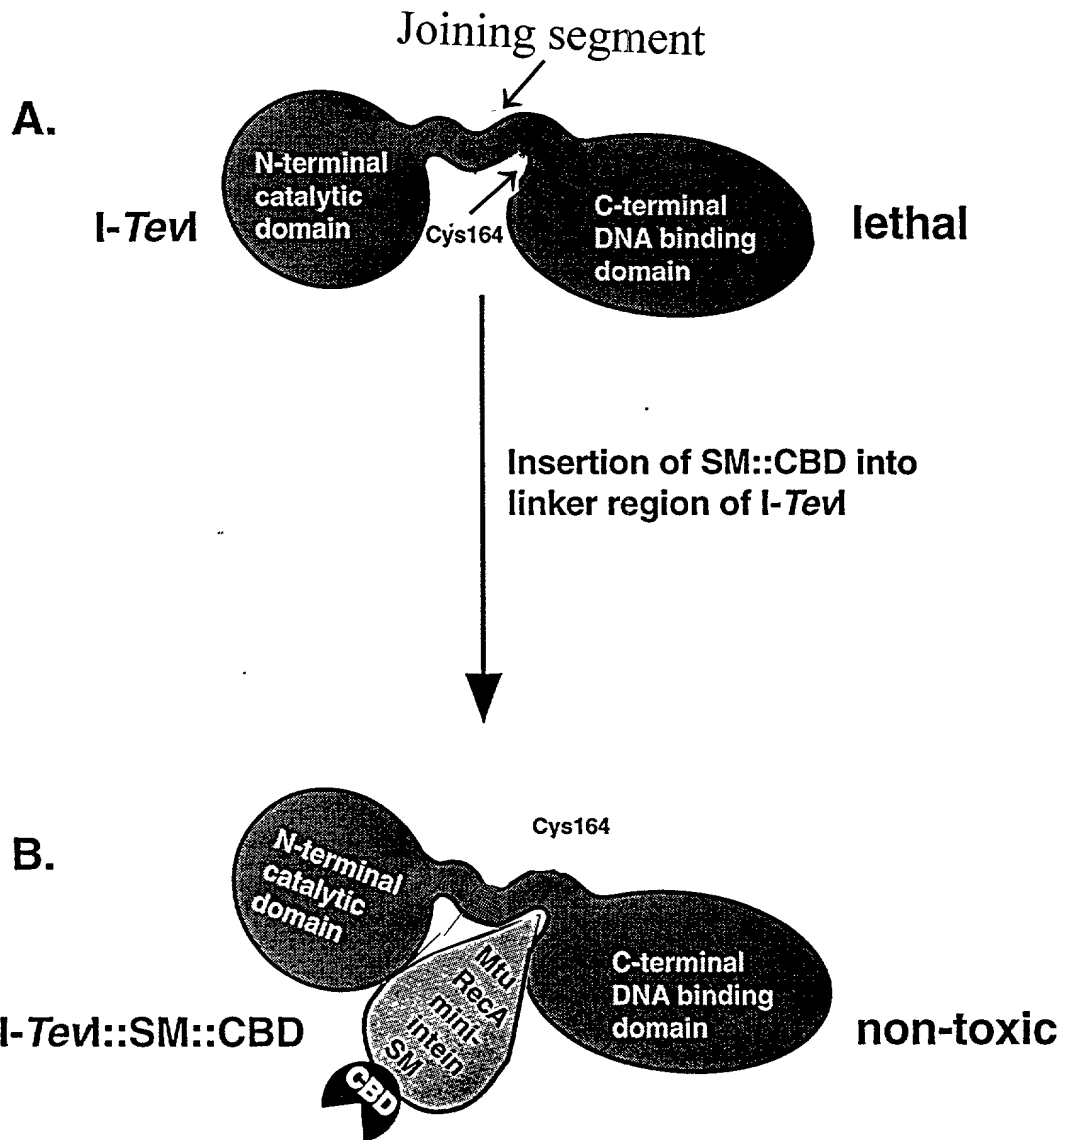 Joining segment
A.
N-terminal
catalytic
domain
I-TevI
Cys164
C-terminal
DNA binding
domain
lethal
Insertion of SM::CBD into
linker region of I-TevI
B.
Cys164
N-terminal
catalytic
domain
Mtu
RecA
mini-
intein
SM
C-terminal
DNA binding
domain
I-TevI::SM::CBD
non-toxic
CBD